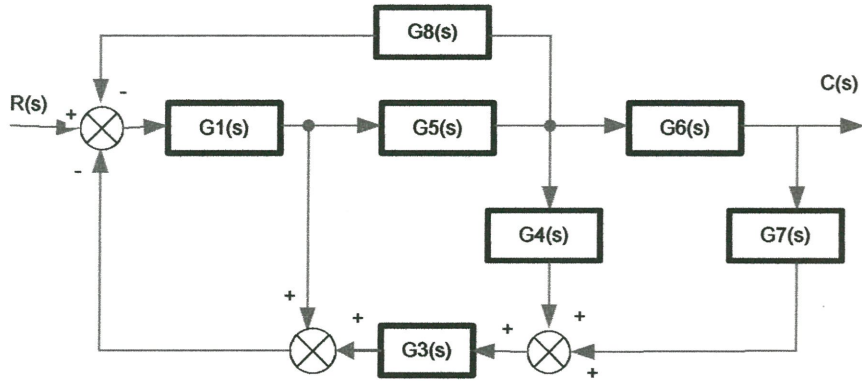 G8(s)
-
R(s)
+
G1(s)
G5(s)
G6(s)
C(s)
-
G4(s)
G7(s)
+
+
G3(s)
+
+
+